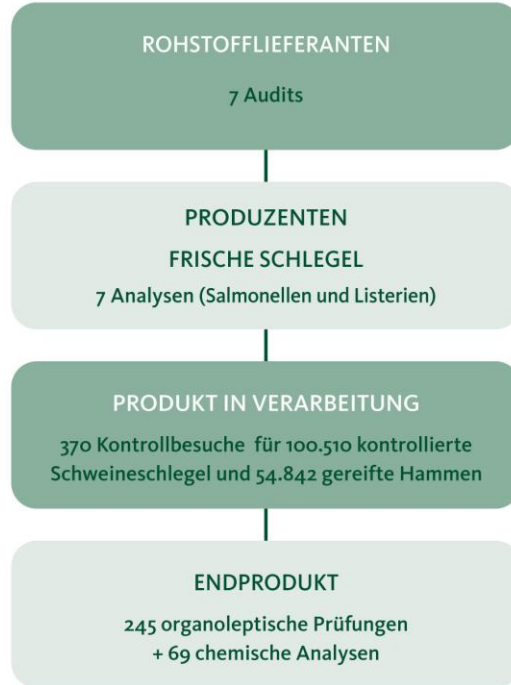 ROHSTOFFLIEFERANTEN
7 Audits
PRODUZENTEN
FRISCHE SCHLEGEL
7 Analysen (Salmonellen und Listerien)
PRODUKT IN VERARBEITUNG
370 Kontrollbesuche für 100.510 kontrollierte
Schweineschlegel und 54.842 gereifte Hammen
ENDPRODUKT
245 organoleptische Prüfungen
+ 69 chemische Analysen